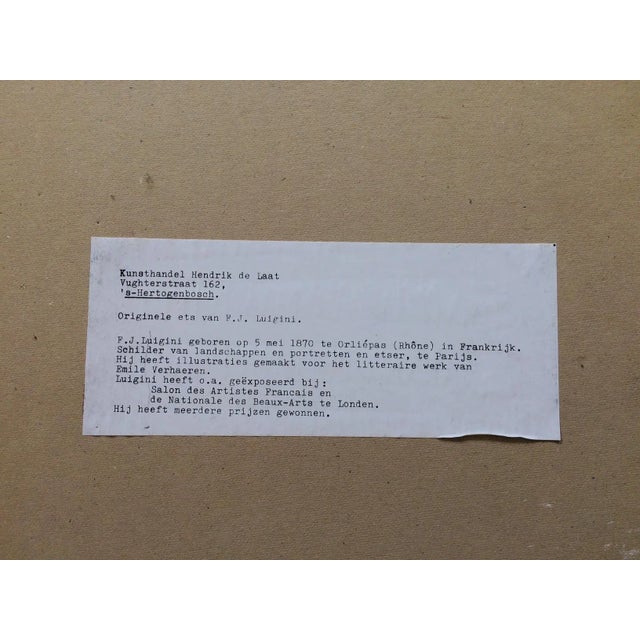 Kunsthandel Hendrik de Laat
Vughterstraat 162,
's-Hertogenbosch.
Originele ets van F.J. Luigini.
F.J.Luigini geboren op 5 mei 1870 te Orliépas (Rhône) in Frankrijk.
Schilder van landschappen en portretten en etser, te Parijs.
Hij heeft illustraties gemaakt voor het litteraire werk van
Emile Verhaeren.
Luigini heeft o.a. geëxposeerd bij:
Salon des Artistes Francais en
de Nationale des Beaux-Arts te Londen.
Hij heeft meerdere prijzen gewonnen.